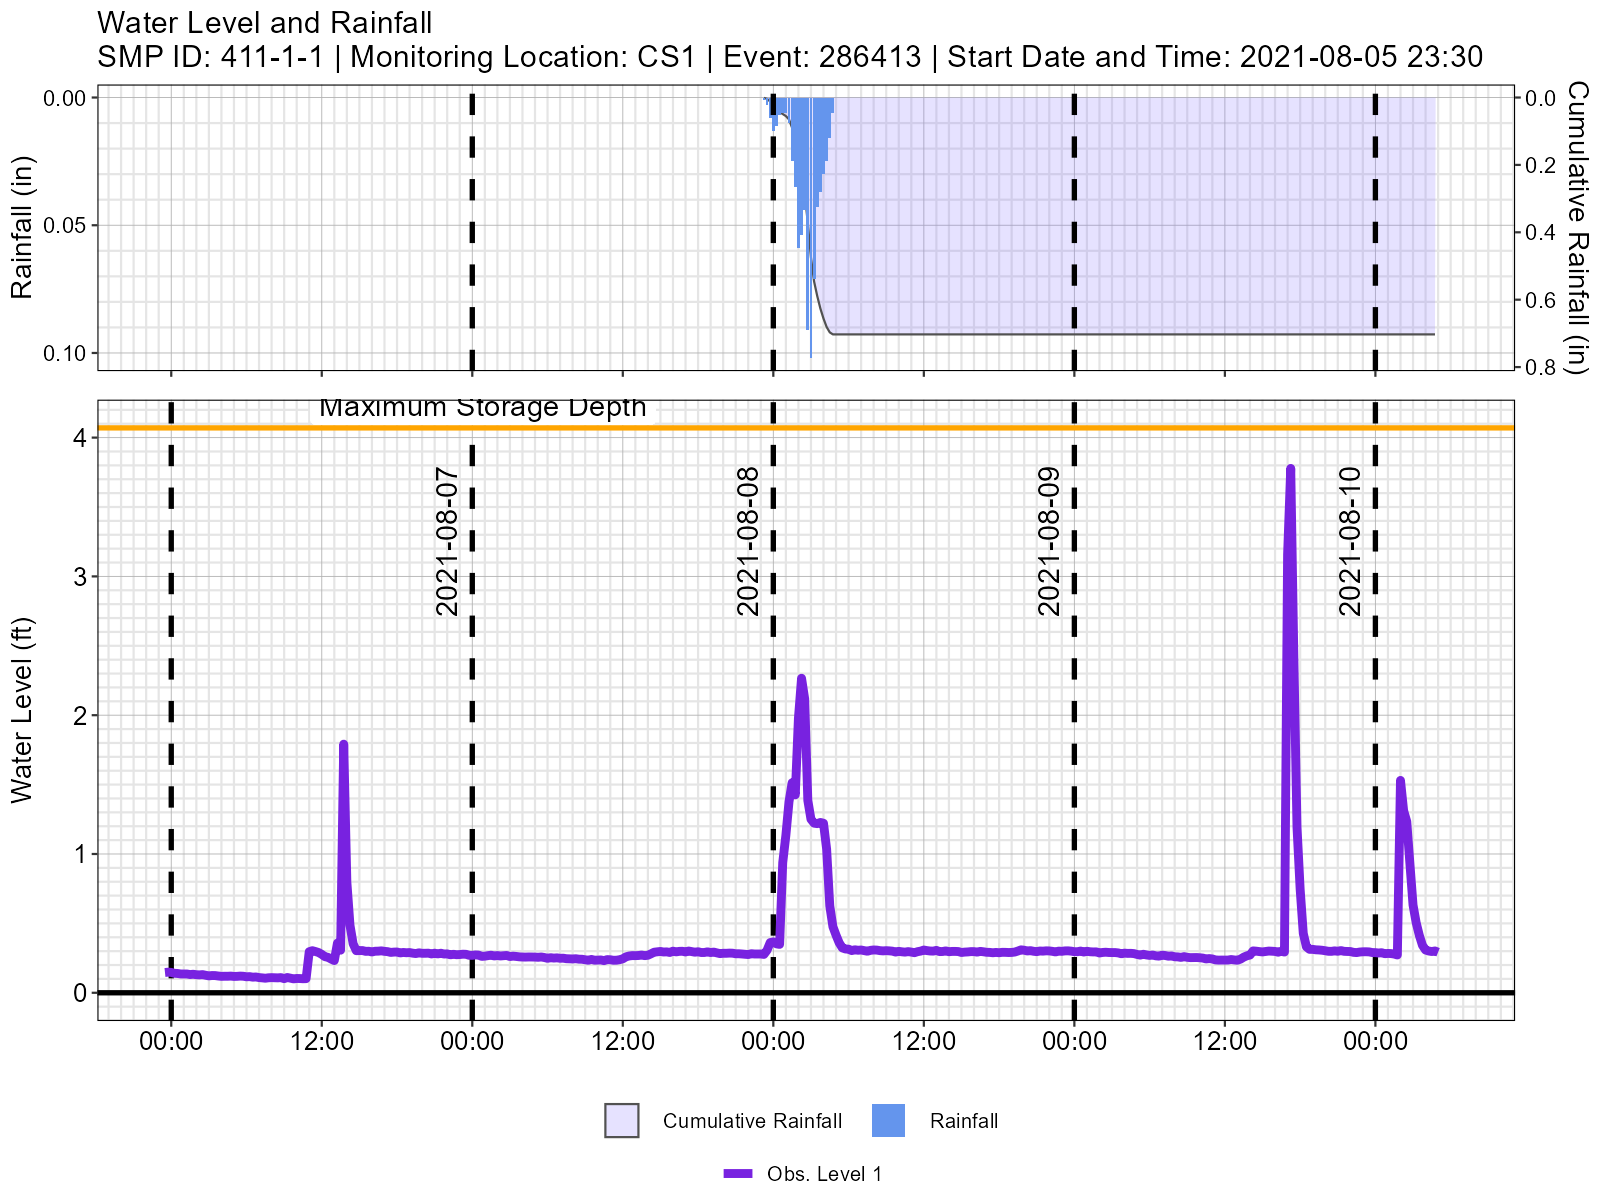 Water Level and Rainfall
SMP ID: 411-1-1 | Monitoring Location: CS1 | Event: 286413 | Start Date and Time: 2021-08-05 23:30
Rainfall (in)
0.00
0.05
0.10
0.0
0.2
0.4
0.6
0.8
Cumulative Rainfall (in)
Maximum Storage Depth
Water Level (ft)
4
3
2
1
0
2021-08-07
2021-08-08
2021-08-09
2021-08-10
00:00 12:00 00:00 12:00 00:00 12:00 00:00 12:00 00:00
Cumulative Rainfall Rainfall
Obs. Level 1